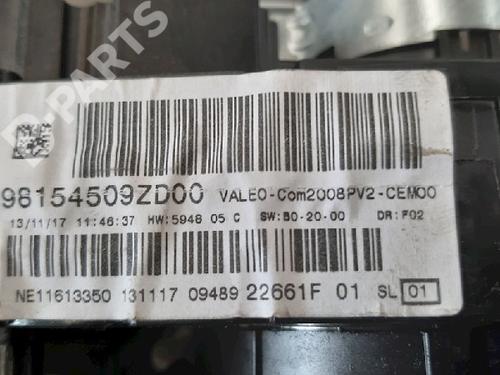 B-PARTS
98154509ZD00 VALEO-Com2008PV2-CEM00
13/11/17 11:46:37 HW:5948 05 C SW:50-20-00 DR:F02
NE11613350 131117 09489 22661F 01 SL 01